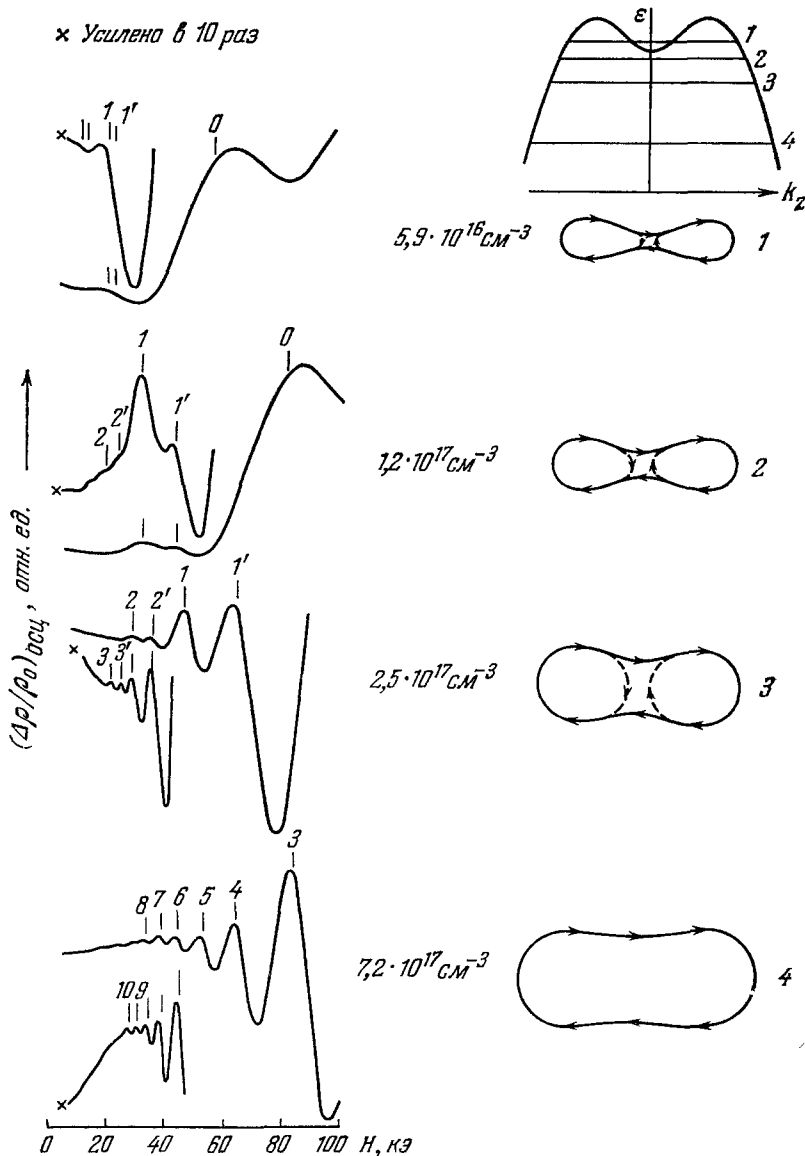 × Усилено в 10 раз
ε
1
2
3
4
k_z
1 1'
0
5,9·10¹⁶см⁻³
1
1
0
2 2'
1'
1,2·10¹⁷см⁻³
2
1
1'
2 2'
3 3'
2,5·10¹⁷см⁻³
3
3
8 7 6 5 4
10 9
7,2·10¹⁷см⁻³
4
(Δρ/ρ₀)осц, отн. ед.
0 20 40 60 80 100 H, кэ